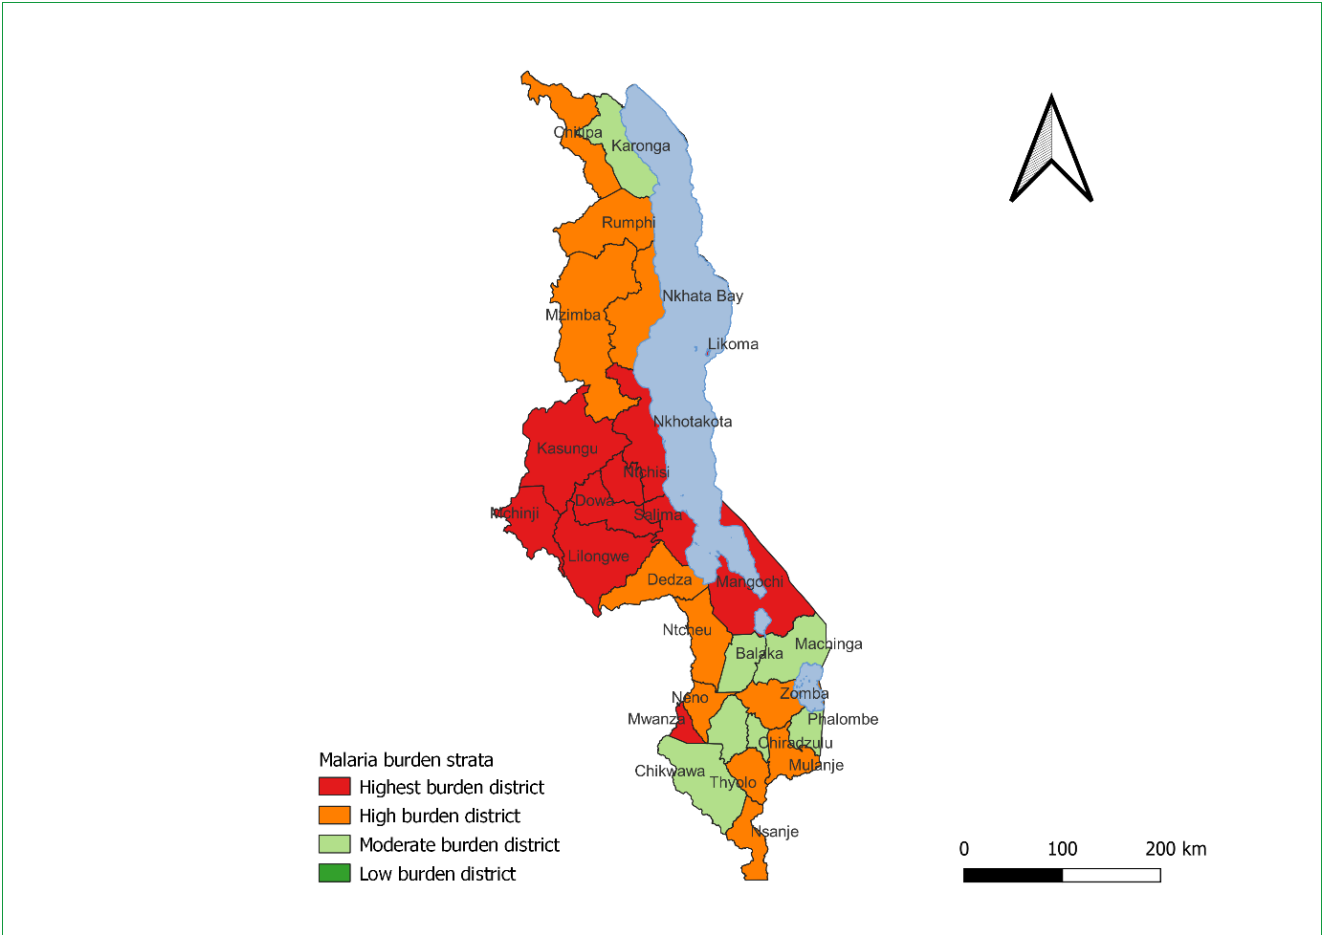 Chitipa
Karonga
Rumphi
Nkhata Bay
Mzimba
Likoma
Nkhotakota
Kasungu
Ntchisi
Dowa
Mchinji
Salima
Lilongwe
Dedza
Mangochi
Ntcheu
Machinga
Balaka
Neno
Zomba
Mwanza
Phalombe
Chiradzulu
Mulanje
Chikwawa
Thyolo
Nsanje
Malaria burden strata
Highest burden district
High burden district
Moderate burden district
Low burden district
0 100 200 km